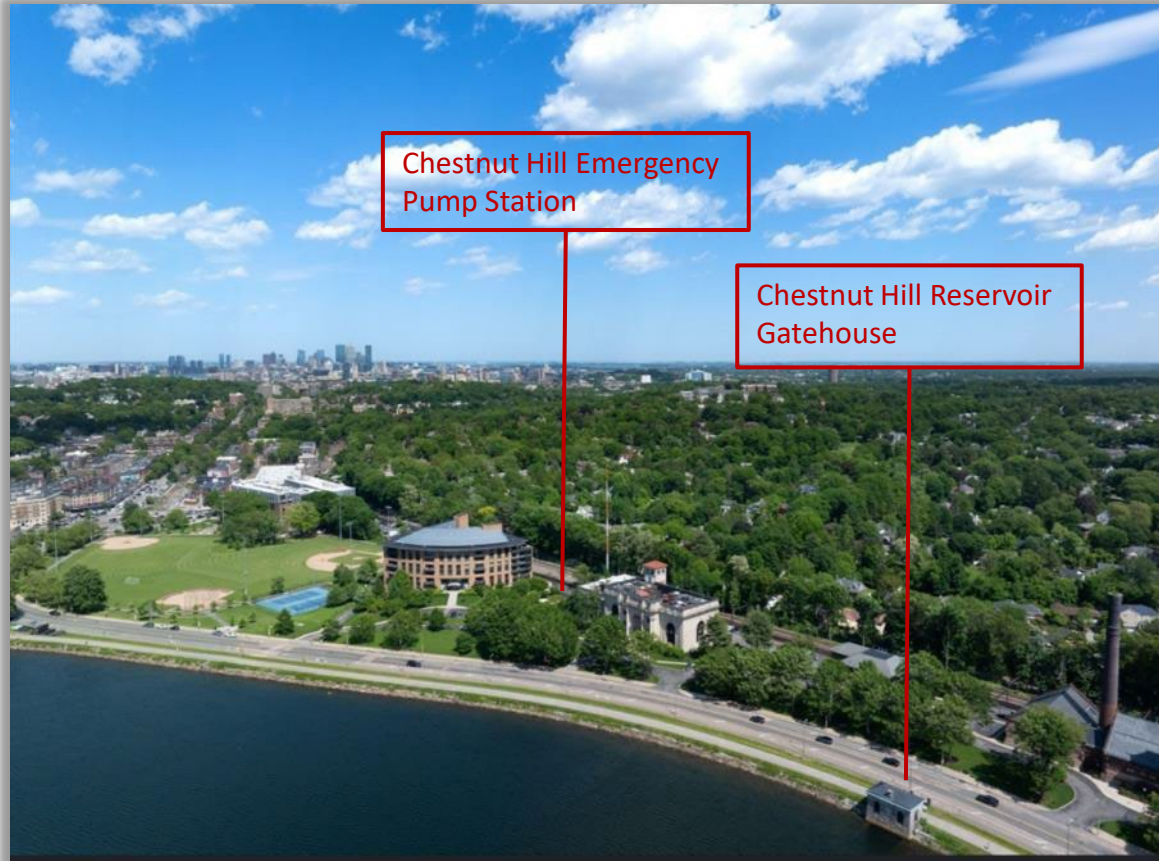 Chestnut Hill Emergency
Pump Station
Chestnut Hill Reservoir
Gatehouse